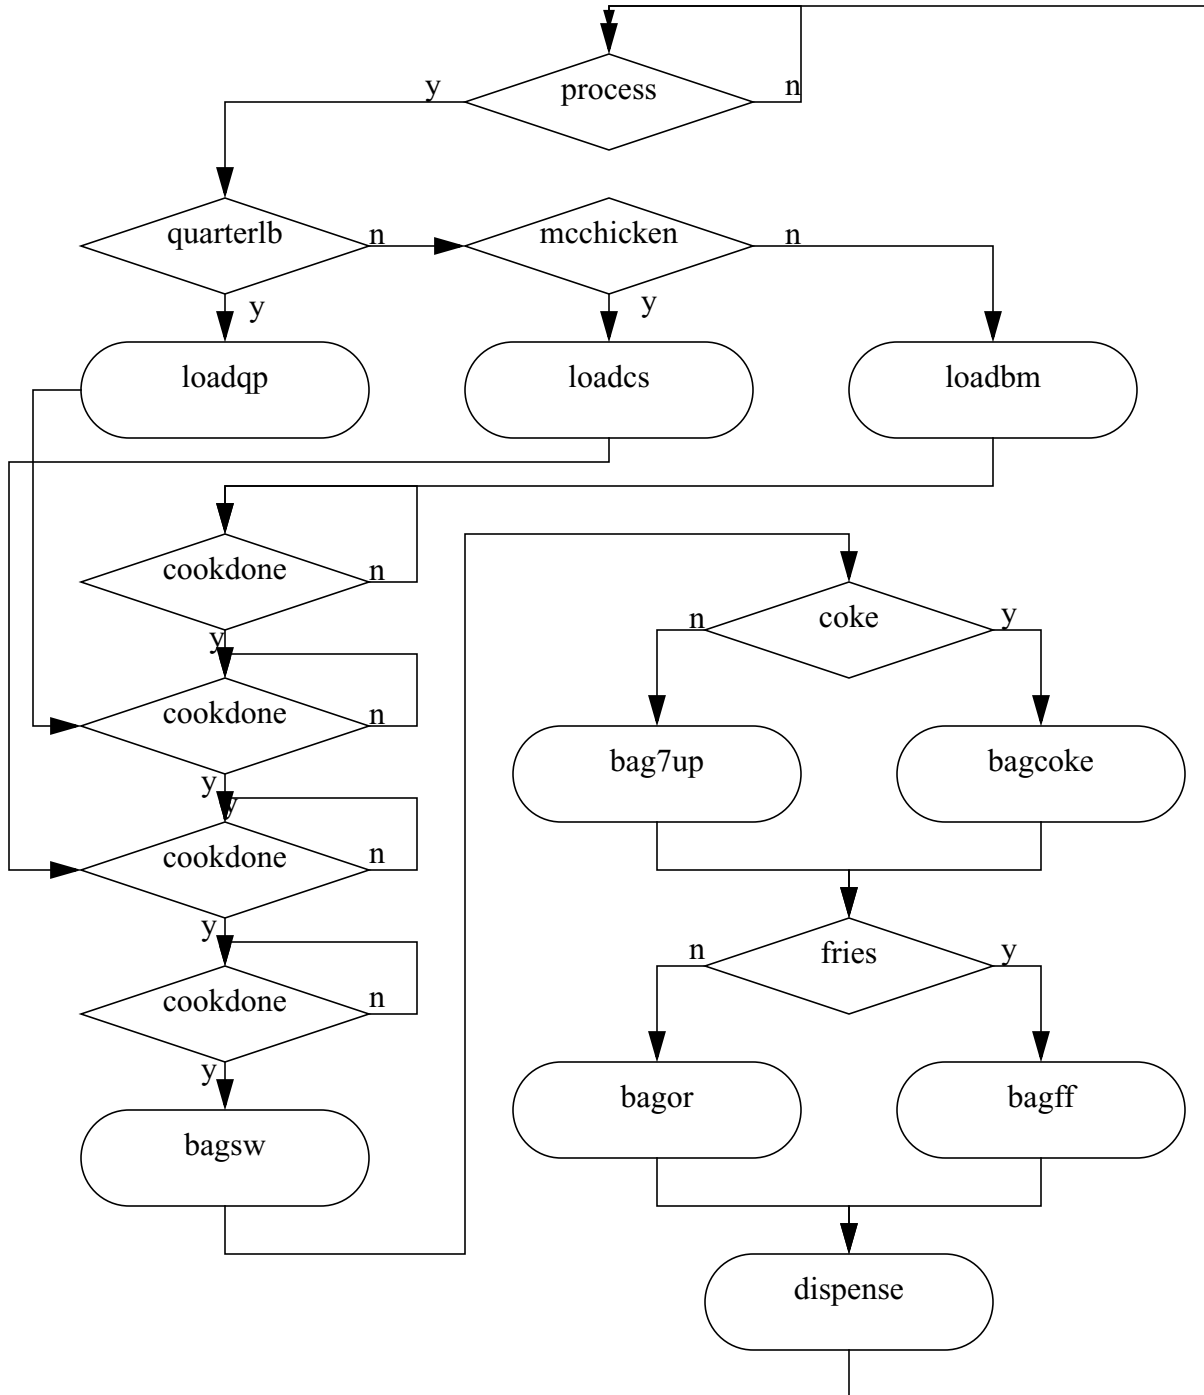 process
y
n
quarterlb
n
mcchicken
n
y
y
loadqp
loadcs
loadbm
cookdone
n
y
cookdone
n
y
y
cookdone
n
y
cookdone
n
y
bagsw
coke
n
y
bag7up
bagcoke
fries
n
y
bagor
bagff
dispense